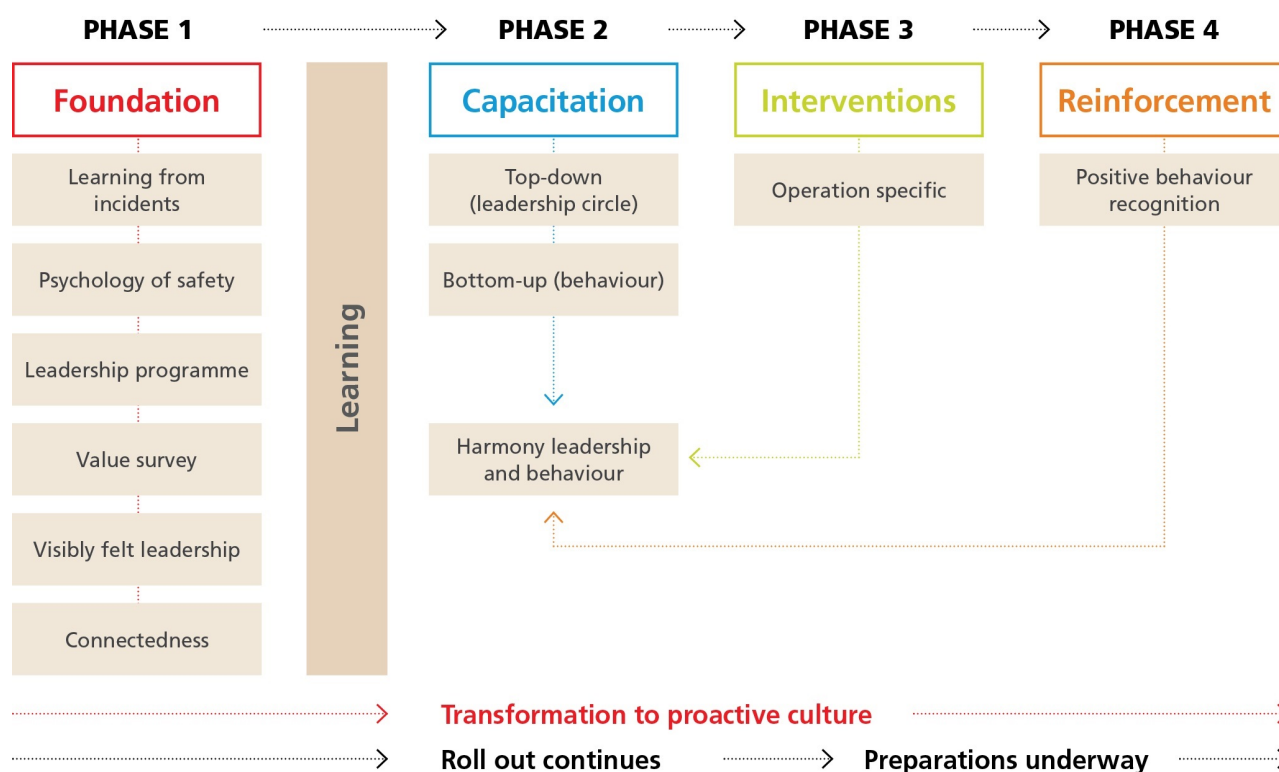 PHASE 1
PHASE 2
PHASE 3
PHASE 4
Foundation
Capacitation
Interventions
Reinforcement
Learning from
incidents
Psychology of safety
Leadership programme
Value survey
Visibly felt leadership
Connectedness
Learning
Top-down
(leadership circle)
Bottom-up (behaviour)
Harmony leadership
and behaviour
Operation specific
Positive behaviour
recognition
Transformation to proactive culture
Roll out continues
Preparations underway